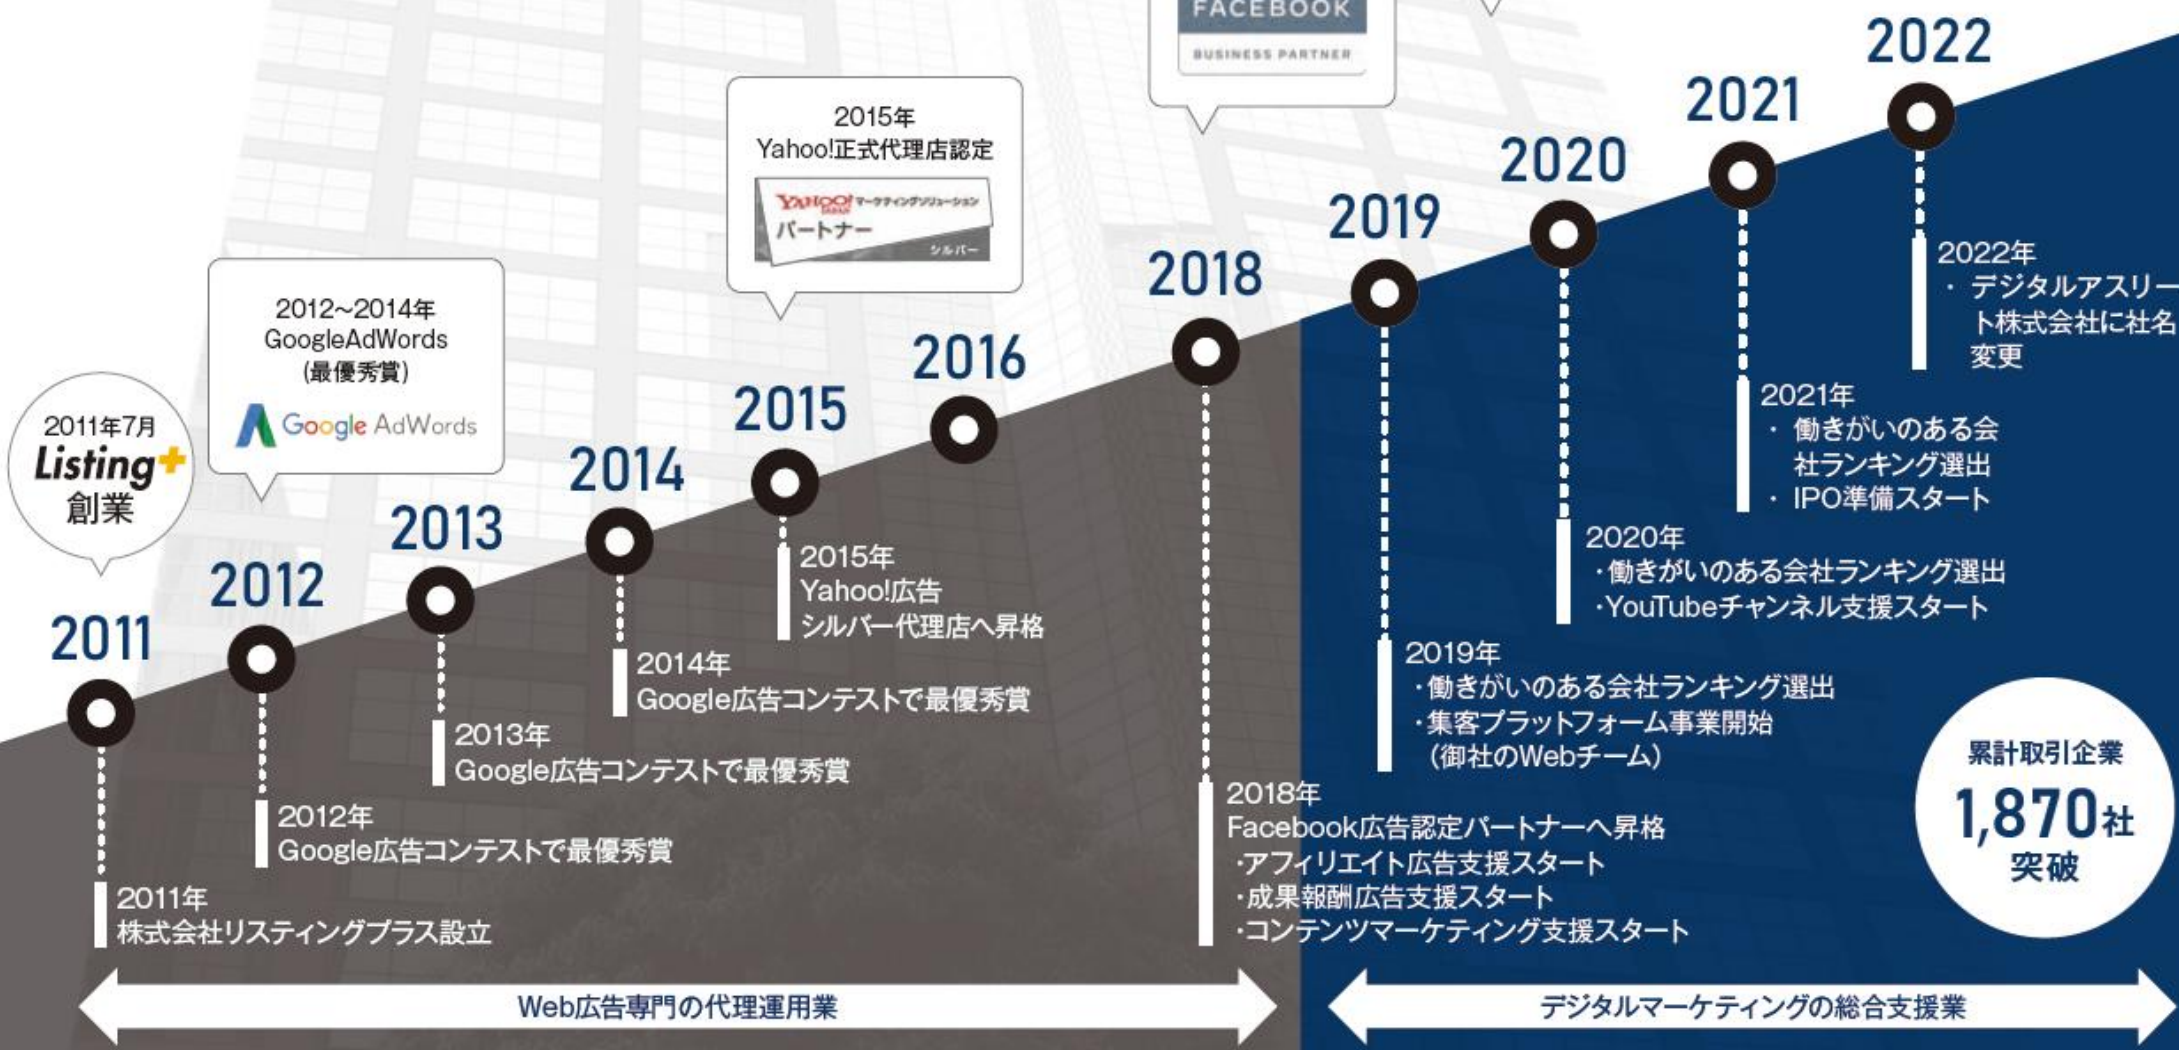 FACEBOOK
BUSINESS PARTNER
2022
2021
2020
2019
2018
2016
2015
2014
2013
2012
2011
2015年
Yahoo!正式代理店認定
YAHOO! マーケティングソリューション
JAPAN
パートナー
シルバー
2012～2014年
GoogleAdWords
(最優秀賞)
Google AdWords
2011年7月
Listing+
創業
2022年
・ デジタルアスリー
ト株式会社に社名
変更
2021年
・ 働きがいのある会
社ランキング選出
・ IPO準備スタート
2020年
・働きがいのある会社ランキング選出
・YouTubeチャンネル支援スタート
2019年
・働きがいのある会社ランキング選出
・集客プラットフォーム事業開始
(御社のWebチーム)
2018年
Facebook広告認定パートナーへ昇格
・アフィリエイト広告支援スタート
・成果報酬広告支援スタート
・コンテンツマーケティング支援スタート
2015年
Yahoo!広告
シルバー代理店へ昇格
2014年
Google広告コンテストで最優秀賞
2013年
Google広告コンテストで最優秀賞
2012年
Google広告コンテストで最優秀賞
2011年
株式会社リスティングプラス設立
累計取引企業
1,870社
突破
Web広告専門の代理運用業
デジタルマーケティングの総合支援業